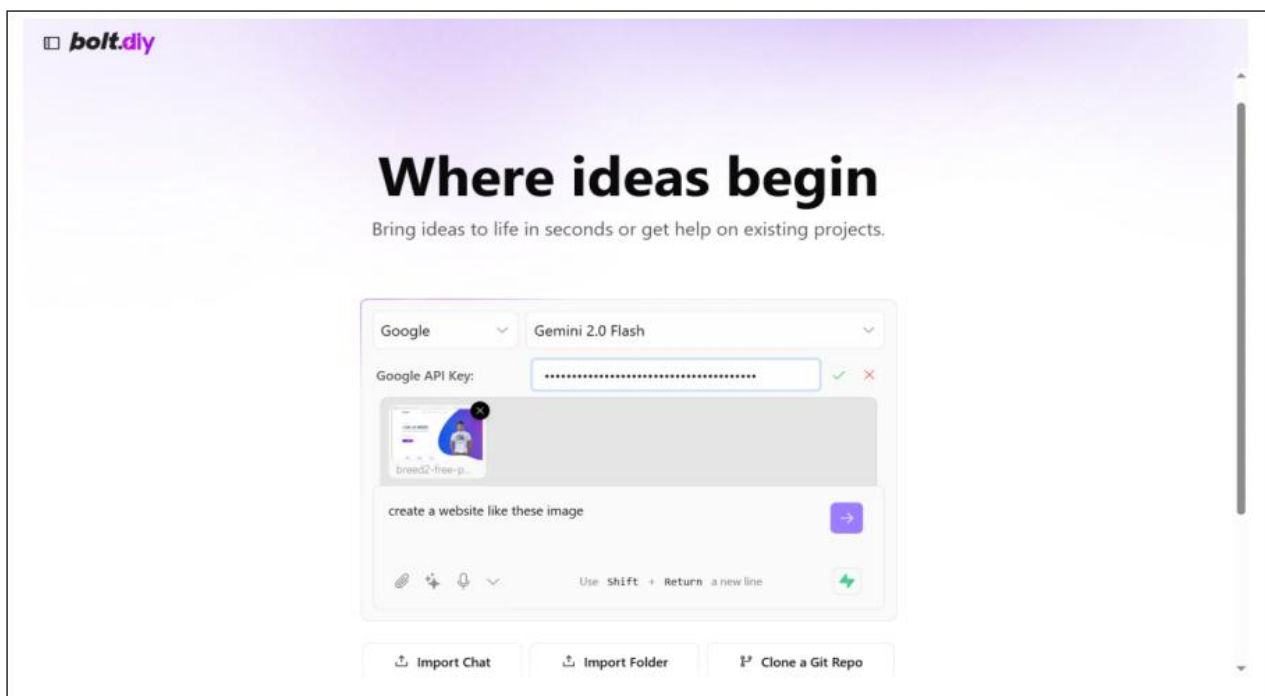 bolt.diy
Where ideas begin
Bring ideas to life in seconds or get help on existing projects.
Google Gemini 2.0 Flash
Google API Key:
breed2-free-p...
create a website like these image
Use Shift + Return a new line
Import Chat Import Folder Clone a Git Repo